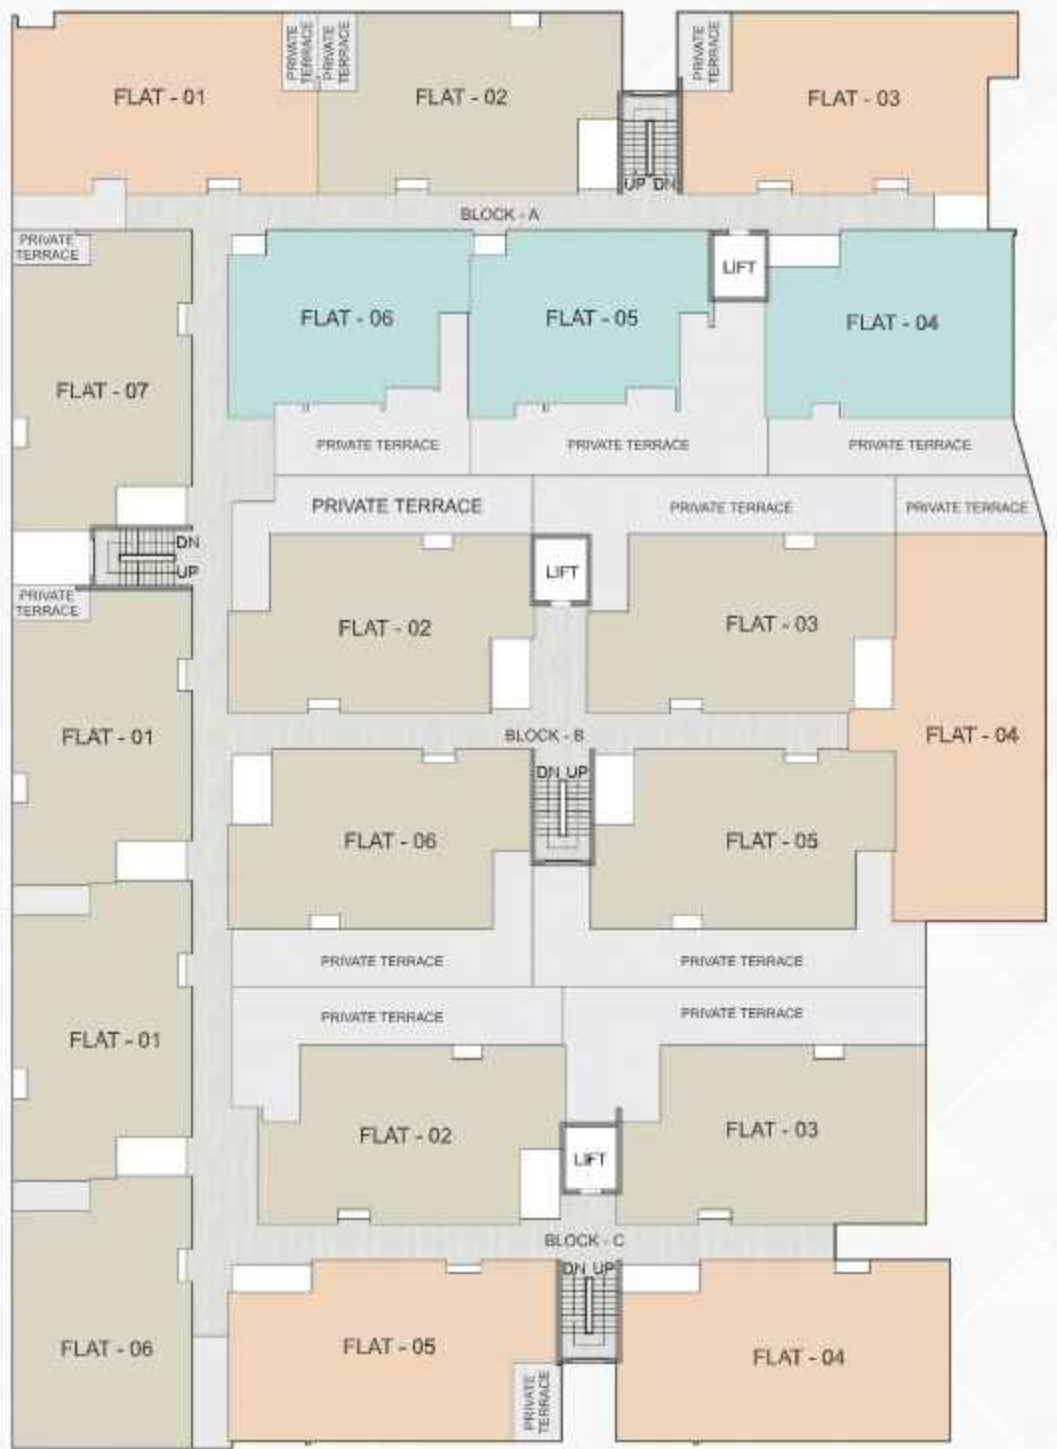 PRIVATE
TERRACE
PRIVATE
TERRACE
PRIVATE
TERRACE
FLAT - 01
FLAT - 02
FLAT - 03
UP DN
BLOCK - A
PRIVATE
TERRACE
LIFT
FLAT - 06
FLAT - 05
FLAT - 04
FLAT - 07
PRIVATE TERRACE
PRIVATE TERRACE
PRIVATE TERRACE
PRIVATE TERRACE
PRIVATE TERRACE
PRIVATE TERRACE
DN
UP
LIFT
PRIVATE
TERRACE
FLAT - 02
FLAT - 03
FLAT - 01
BLOCK - B
FLAT - 04
DN UP
FLAT - 06
FLAT - 05
PRIVATE TERRACE
PRIVATE TERRACE
PRIVATE TERRACE
PRIVATE TERRACE
FLAT - 01
FLAT - 02
FLAT - 03
LIFT
BLOCK - C
DN UP
FLAT - 06
FLAT - 05
FLAT - 04
PRIVATE
TERRACE